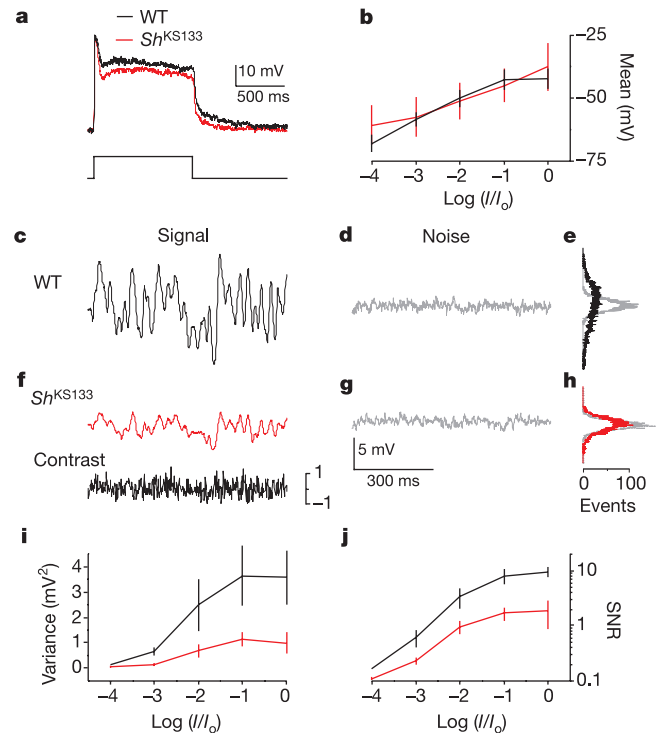 a
WT
Sh^KS133
10 mV
500 ms
b
−25
−50
−75
Mean (mV)
−4 −3 −2 −1 0
Log (I/I_o)
c Signal
WT
d Noise
e
f
Sh^KS133
Contrast
1
−1
g
5 mV
300 ms
h
0 100
Events
i
Variance (mV²)
4
3
2
1
0
−4 −3 −2 −1 0
Log (I/I_o)
j
10
1
0.1
SNR
−4 −3 −2 −1 0
Log (I/I_o)